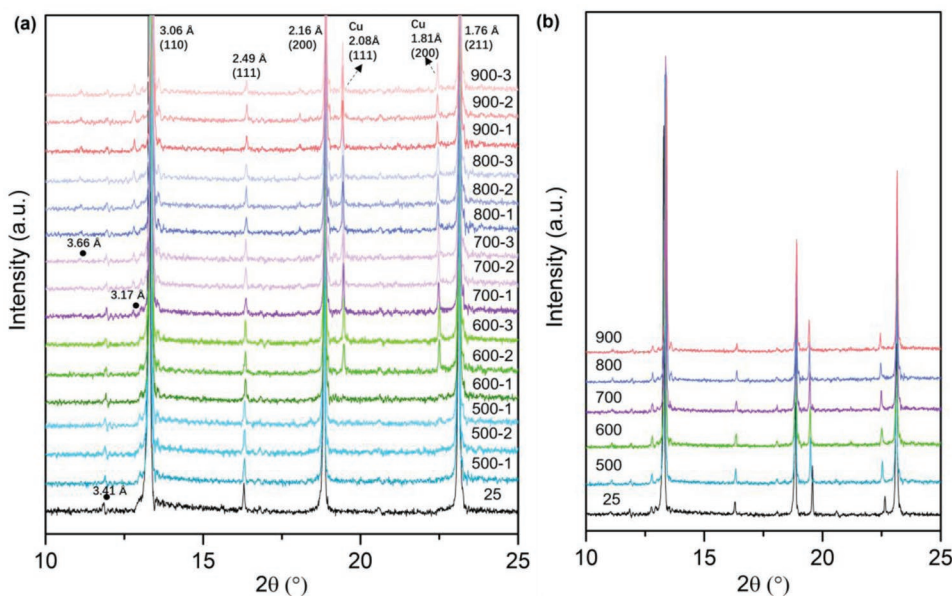 (a)
3.06 Å
(110)
2.49 Å
(111)
2.16 Å
(200)
Cu
2.08Å
(111)
Cu
1.81Å
(200)
1.76 Å
(211)
900-3
900-2
900-1
800-3
800-2
800-1
700-3
700-2
700-1
600-3
600-2
600-1
500-1
500-2
500-1
25
3.66 Å
3.17 Å
3.41 Å
Intensity (a.u.)
10 15 20 25
2θ (°)
(b)
900
800
700
600
500
25
Intensity (a.u.)
10 15 20 25
2θ (°)